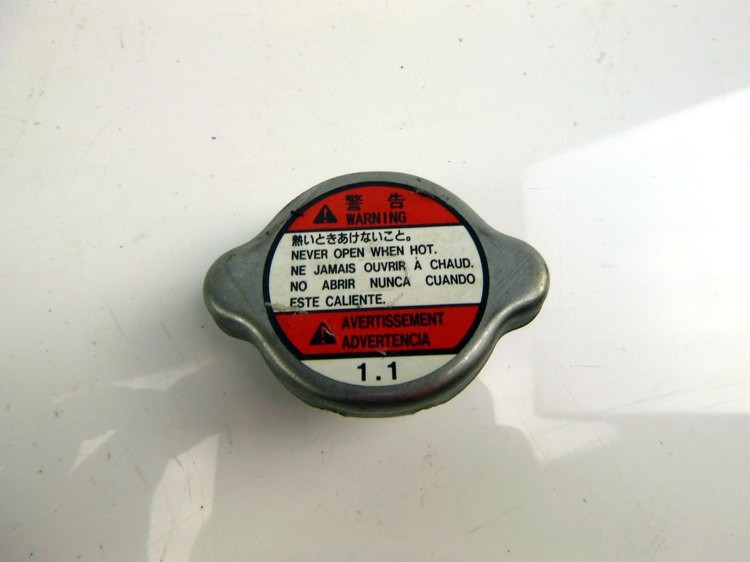 警告
WARNING
熱いときあけないこと。
NEVER OPEN WHEN HOT.
NE JAMAIS OUVRIR À CHAUD.
NO ABRIR NUNCA CUANDO
ESTE CALIENTE.
AVERTISSEMENT
ADVERTENCIA
1.1